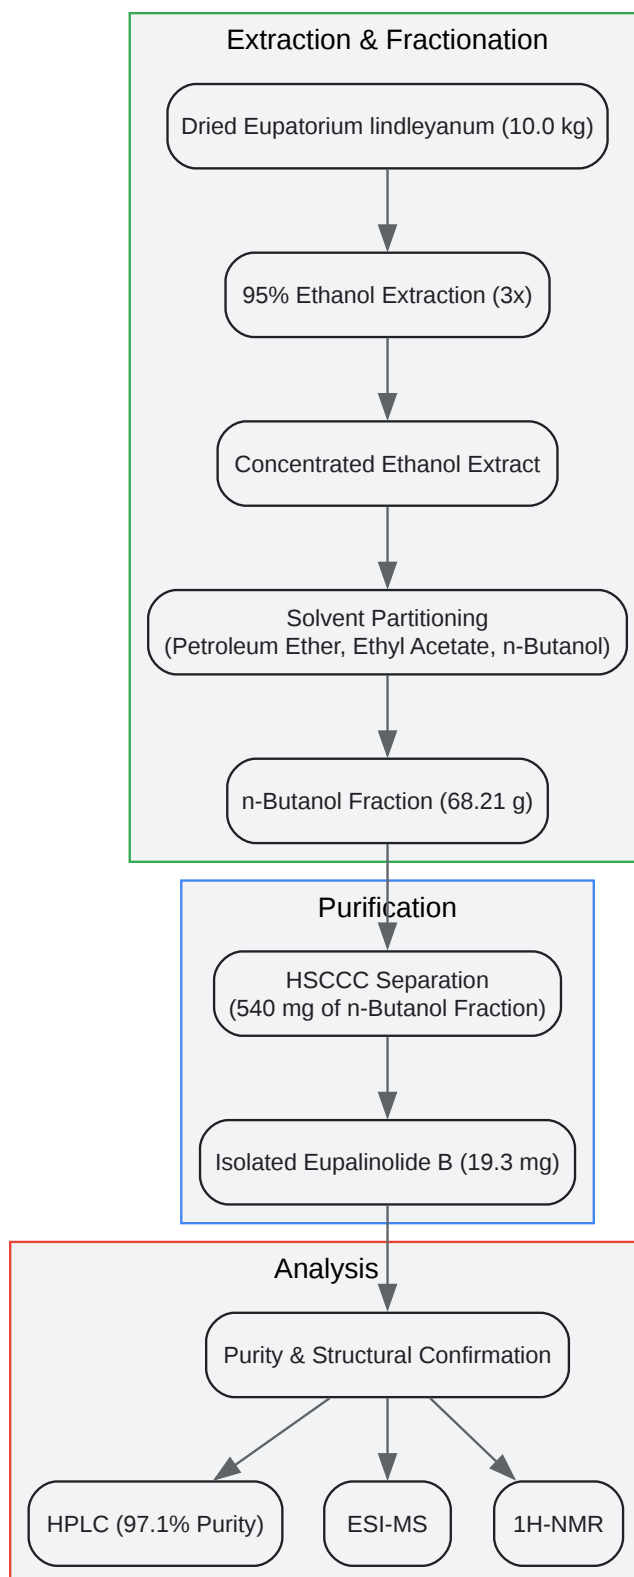 Extraction & Fractionation
Dried Eupatorium lindleyanum (10.0 kg)
95% Ethanol Extraction (3x)
Concentrated Ethanol Extract
Solvent Partitioning
(Petroleum Ether, Ethyl Acetate, n-Butanol)
n-Butanol Fraction (68.21 g)
Purification
HSCCC Separation
(540 mg of n-Butanol Fraction)
Isolated Eupalinolide B (19.3 mg)
Analysis
Purity & Structural Confirmation
HPLC (97.1% Purity)
ESI-MS
1H-NMR